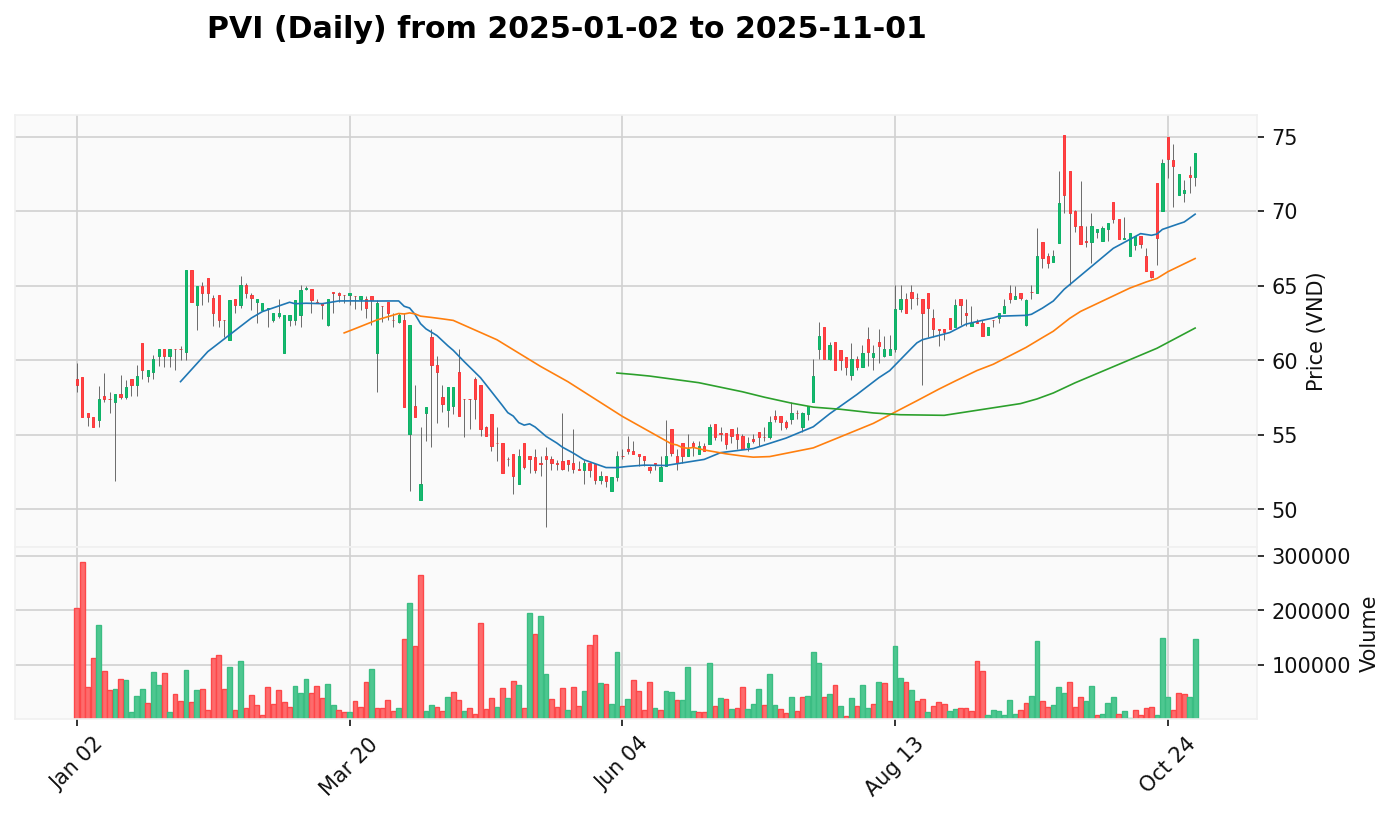 PVI (Daily) from 2025-01-02 to 2025-11-01
75
70
65
60
55
50
Price (VND)
300000
200000
100000
Volume
Jan 02
Mar 20
Jun 04
Aug 13
Oct 24